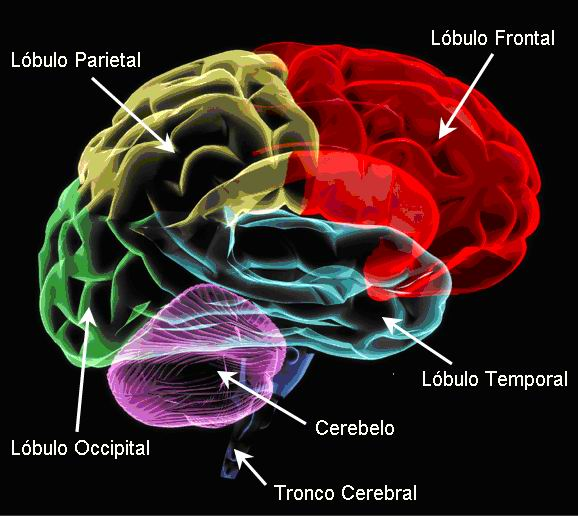 Lóbulo Frontal
Lóbulo Parietal
Lóbulo Temporal
Cerebelo
Lóbulo Occipital
Tronco Cerebral